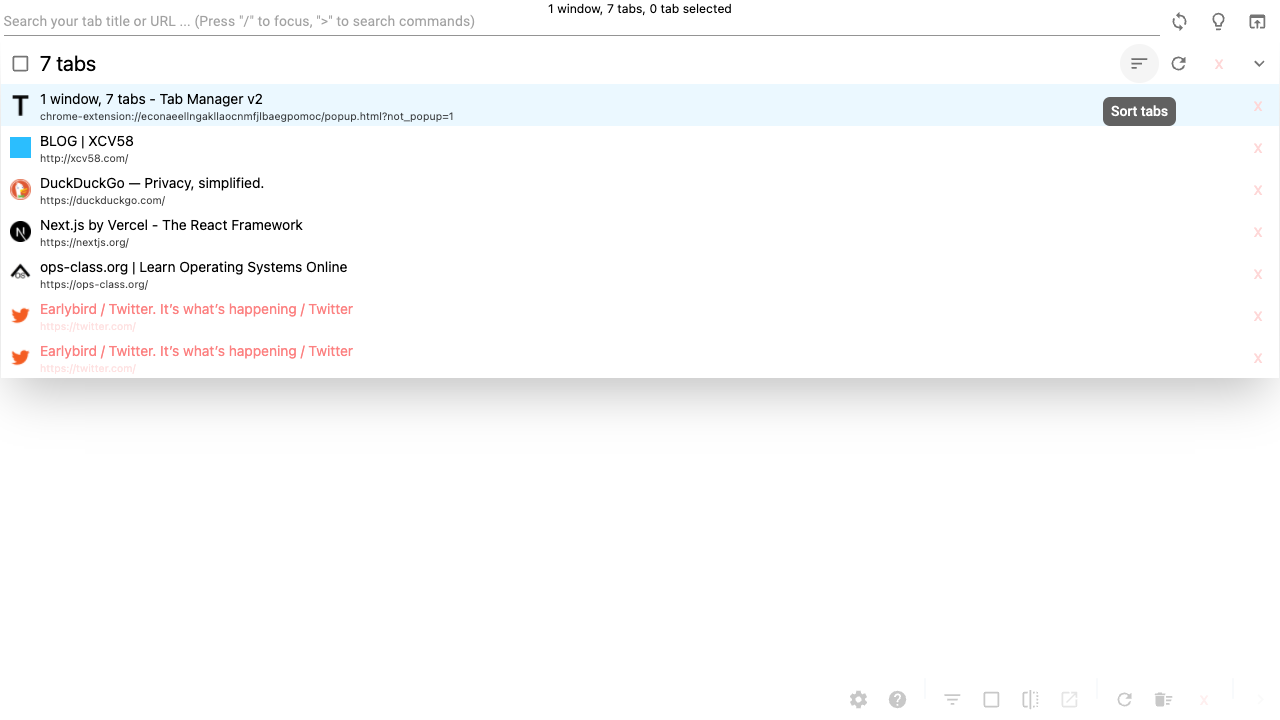 1 window, 7 tabs, 0 tab selected
Search your tab title or URL ... (Press "/" to focus, ">" to search commands)
7 tabs
x
1 window, 7 tabs - Tab Manager v2
chrome-extension://econaeellngakllaocnmfjlbaegpomoc/popup.html?not_popup=1
Sort tabs
x
BLOG | XCV58
http://xcv58.com/
x
DuckDuckGo — Privacy, simplified.
https://duckduckgo.com/
x
Next.js by Vercel - The React Framework
https://nextjs.org/
x
ops-class.org | Learn Operating Systems Online
https://ops-class.org/
x
Earlybird / Twitter. It's what's happening / Twitter
https://twitter.com/
x
Earlybird / Twitter. It's what's happening / Twitter
https://twitter.com/
x
x